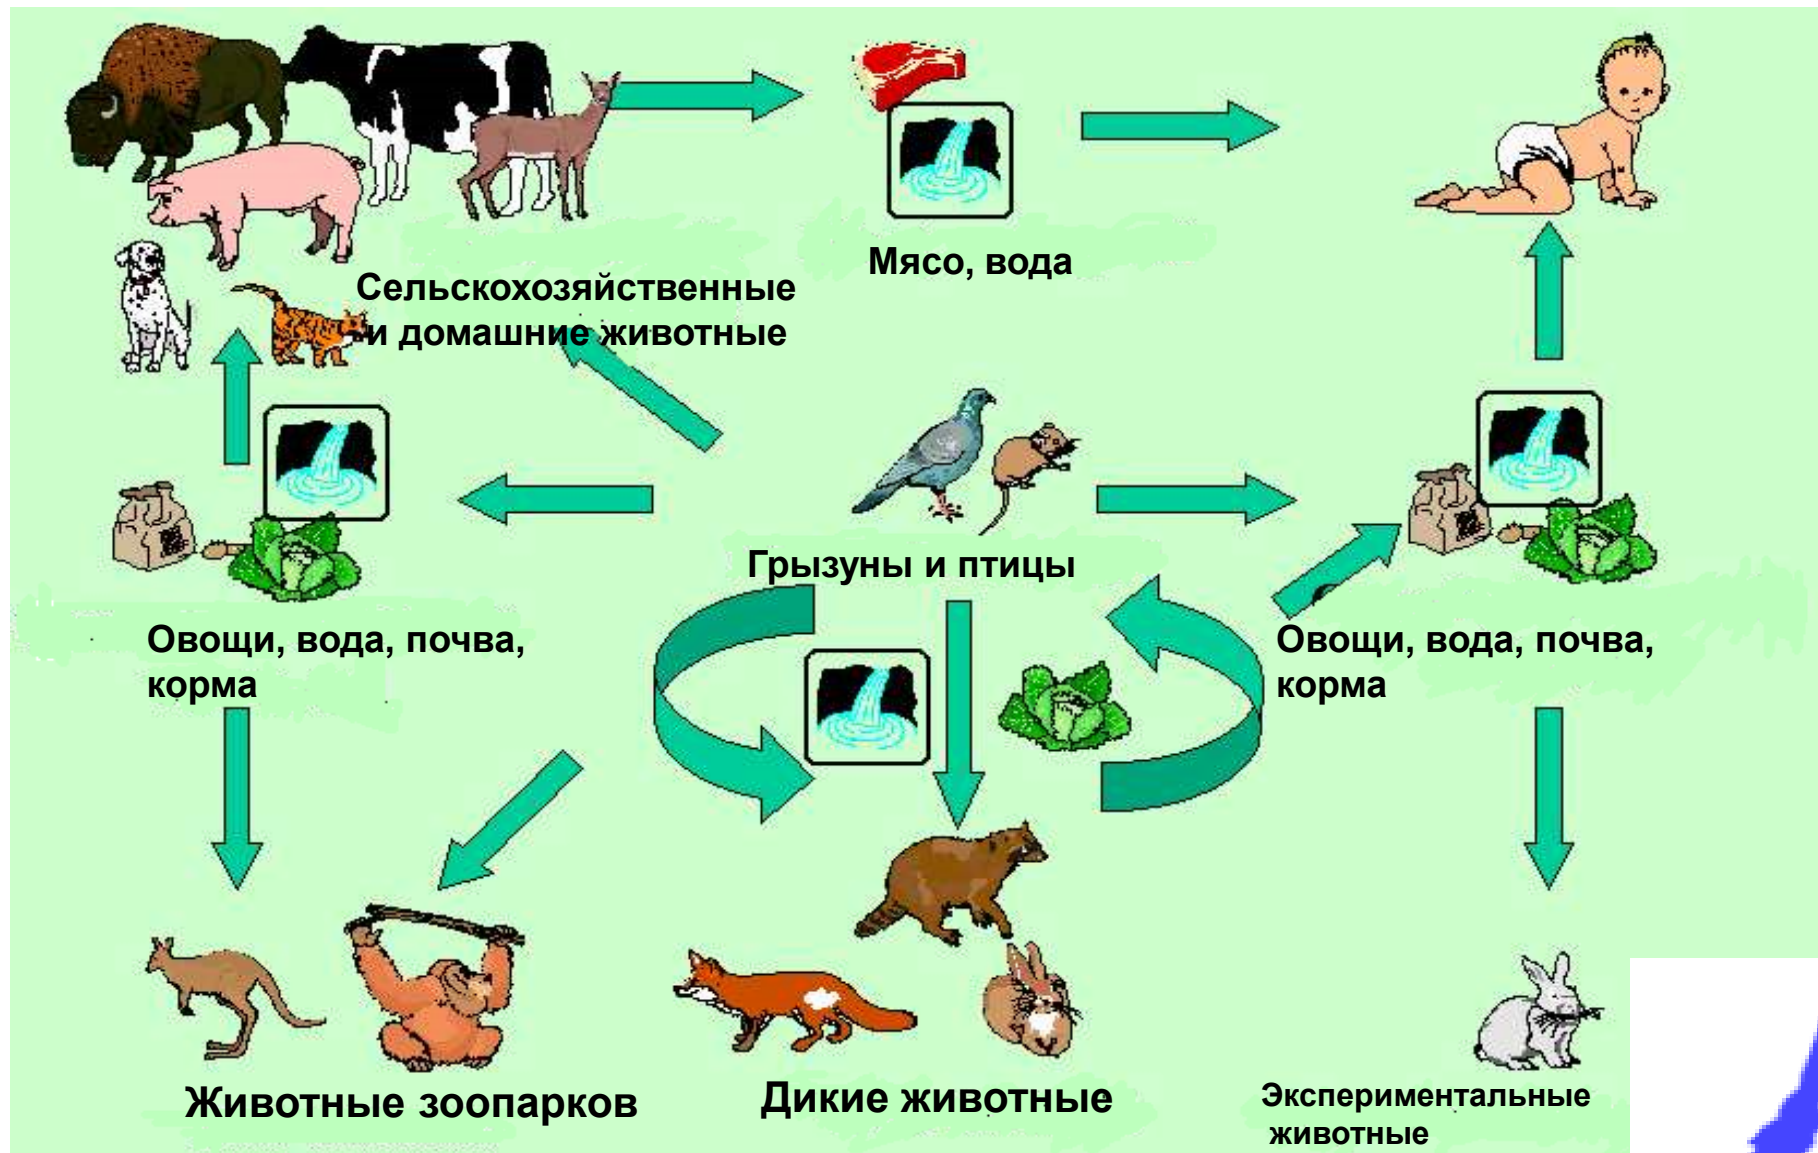 Мясо, вода
Сельскохозяйственные
и домашние животные
Грызуны и птицы
Овощи, вода, почва,
корма
Овощи, вода, почва,
корма
Животные зоопарков
Дикие животные
Экспериментальные
животные